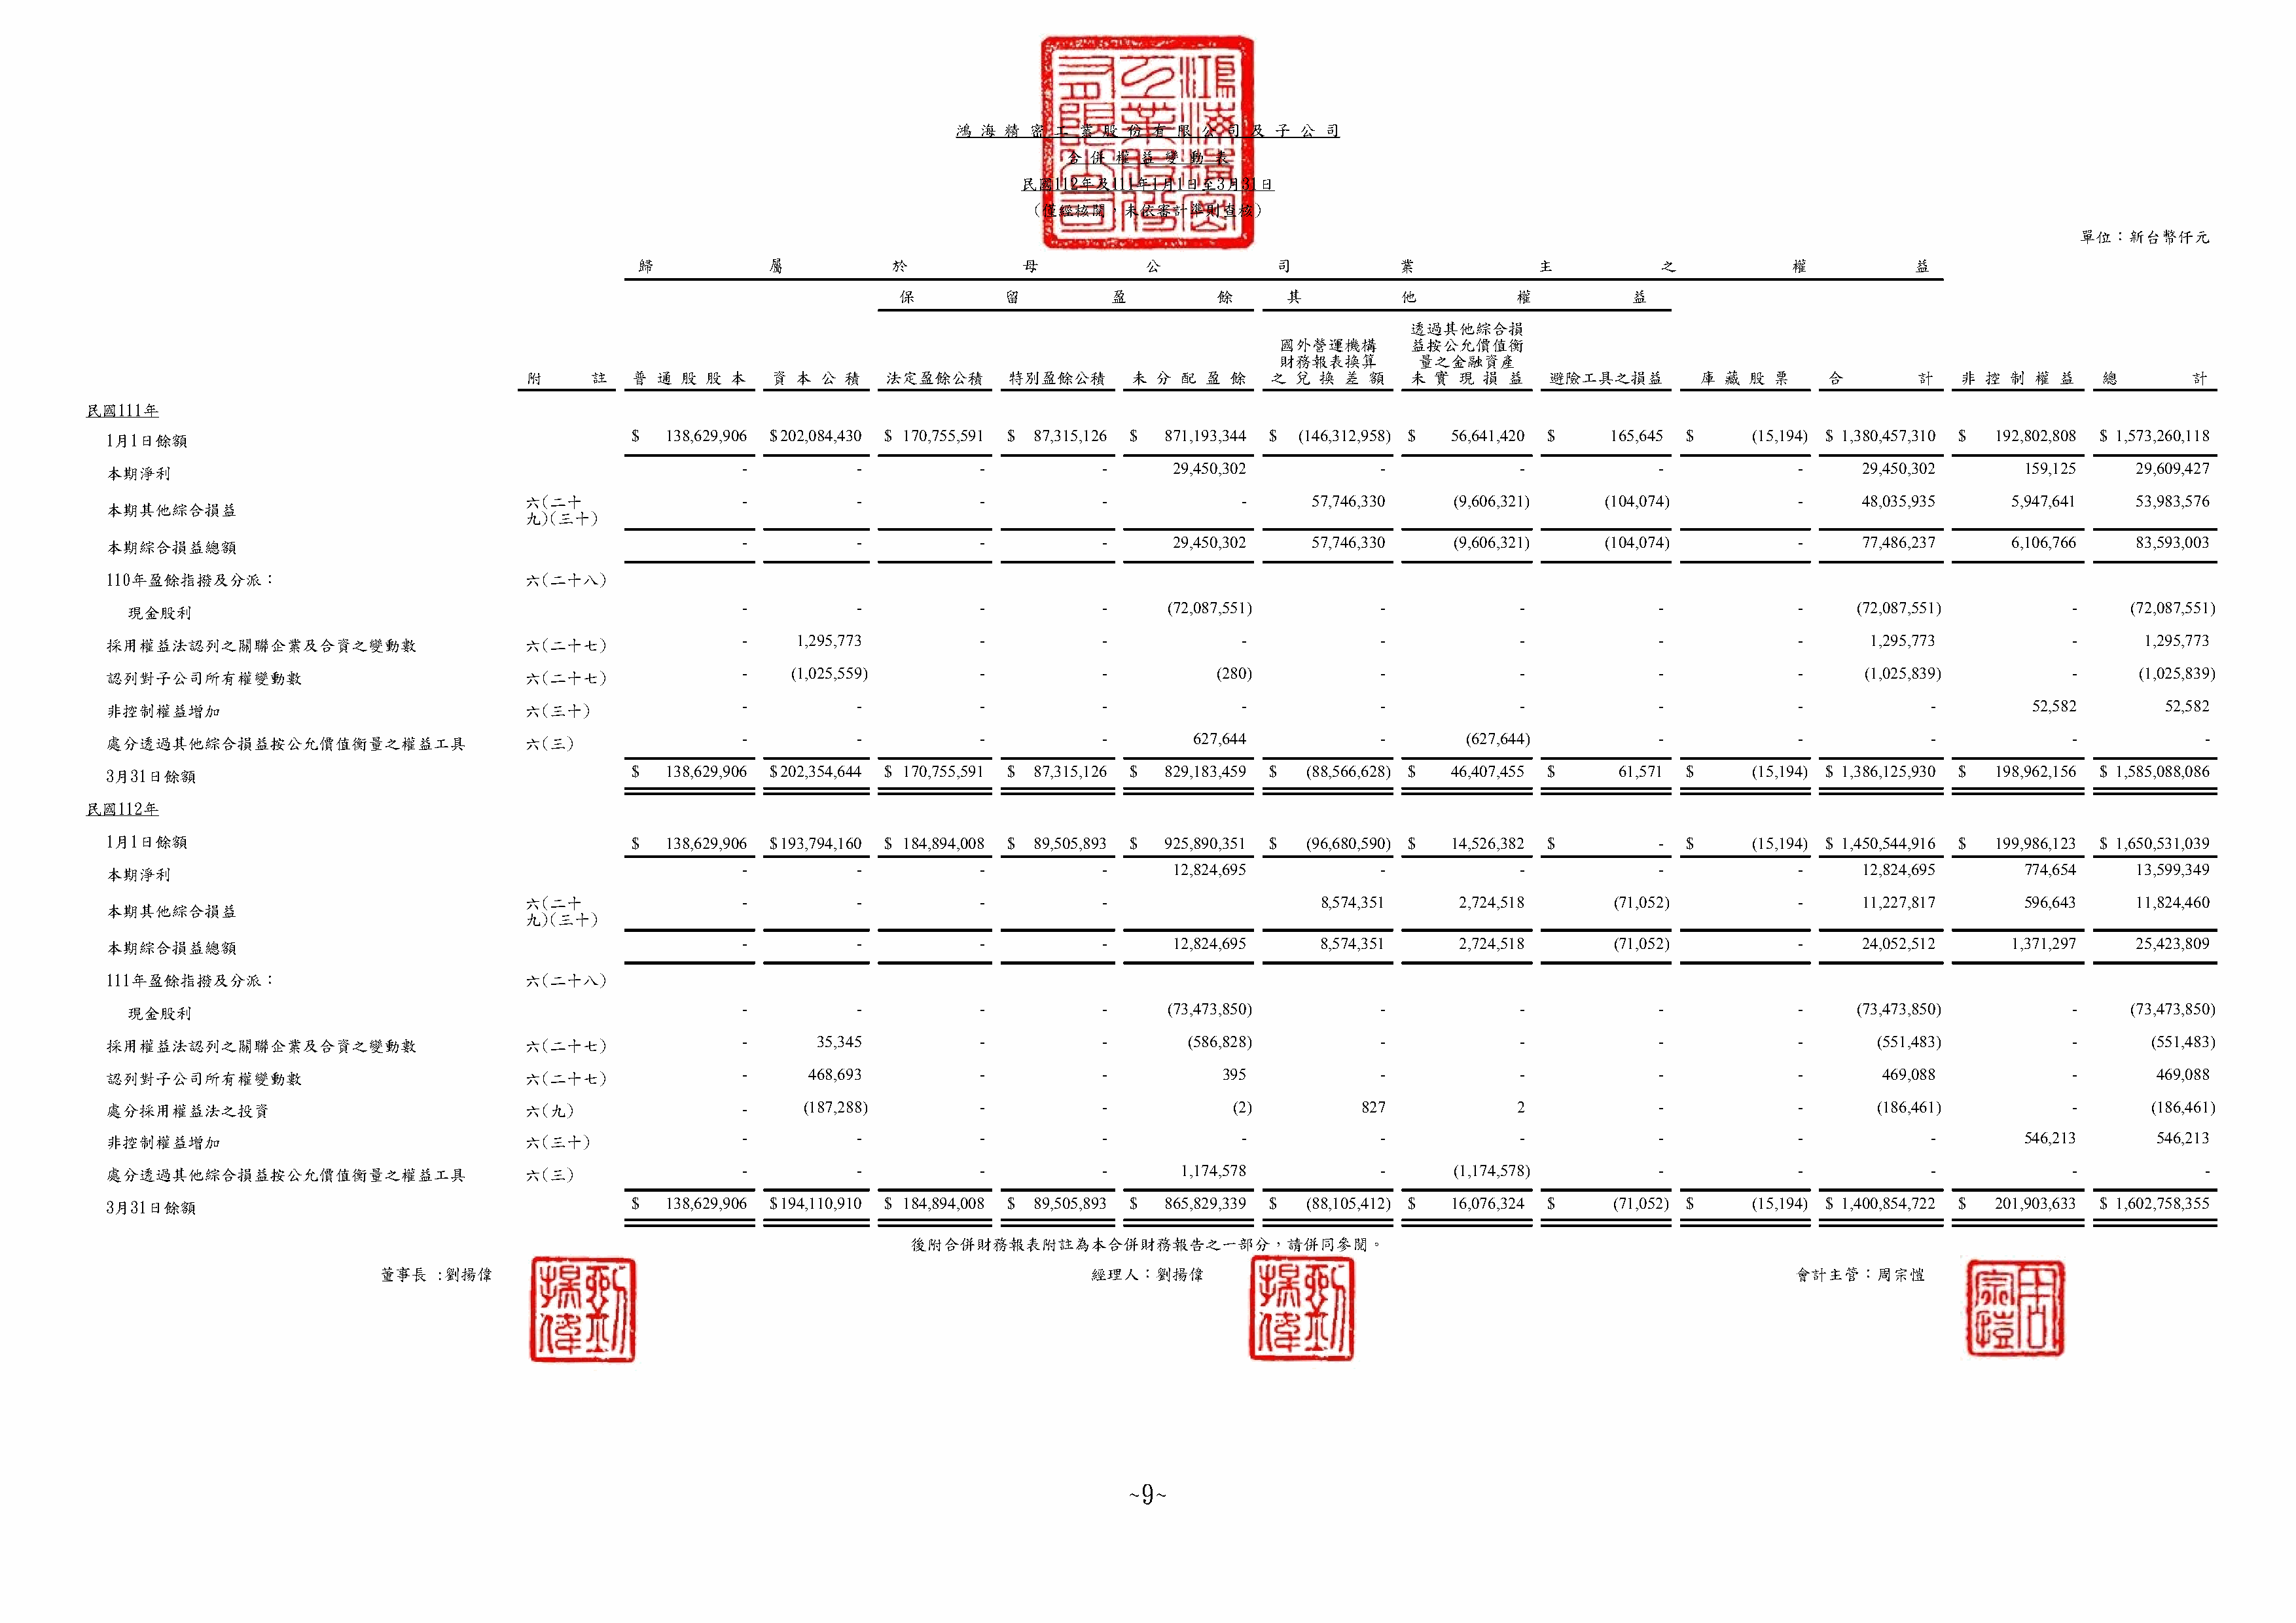 鴻海精密工業股份有限公司及子公司
合併權益變動表
民國112年及111年1月1日至3月31日
(僅經核閱,未依審計準則查核)
單位:新台幣仟元
歸屬於母公司業主之權益
保留盈餘 其他權益
透過其他綜合損
國外營運機構 益按公允價值衡
財務報表換算 量之金融資產
附註 普通股股本 資本公積 法定盈餘公積 特別盈餘公積 未分配盈餘 之兌換差額 未實現損益 避險工具之損益 庫藏股票 合計 非控制權益 總計
民國111年
1月1日餘額 $ 138,629,906 $ 202,084,430 $ 170,755,591 $ 87,315,126 $ 871,193,344 $ (146,312,958) $ 56,641,420 $ 165,645 $ (15,194) $ 1,380,457,310 $ 192,802,808 $ 1,573,260,118
本期淨利 - - - - 29,450,302 - - - - 29,450,302 159,125 29,609,427
本期其他綜合損益 六(二十九)(三十) - - - - - 57,746,330 (9,606,321) (104,074) - 48,035,935 5,947,641 53,983,576
本期綜合損益總額 - - - - 29,450,302 57,746,330 (9,606,321) (104,074) - 77,486,237 6,106,766 83,593,003
110年盈餘指撥及分派: 六(二十八)
現金股利 - - - - (72,087,551) - - - - (72,087,551) - (72,087,551)
採用權益法認列之關聯企業及合資之變動數 六(二十七) - 1,295,773 - - - - - - - 1,295,773 - 1,295,773
認列對子公司所有權變動數 六(二十七) - (1,025,559) - - (280) - - - - (1,025,839) - (1,025,839)
非控制權益增加 六(三十) - - - - - - - - - - 52,582 52,582
處分透過其他綜合損益按公允價值衡量之權益工具 六(三) - - - - 627,644 - (627,644) - - - - -
3月31日餘額 $ 138,629,906 $ 202,354,644 $ 170,755,591 $ 87,315,126 $ 829,183,459 $ (88,566,628) $ 46,407,455 $ 61,571 $ (15,194) $ 1,386,125,930 $ 198,962,156 $ 1,585,088,086
民國112年
1月1日餘額 $ 138,629,906 $ 193,794,160 $ 184,894,008 $ 89,505,893 $ 925,890,351 $ (96,680,590) $ 14,526,382 $ - $ (15,194) $ 1,450,544,916 $ 199,986,123 $ 1,650,531,039
本期淨利 - - - - 12,824,695 - - - - 12,824,695 774,654 13,599,349
本期其他綜合損益 六(二十九)(三十) - - - - 8,574,351 2,724,518 (71,052) - 11,227,817 596,643 11,824,460
本期綜合損益總額 - - - - 12,824,695 8,574,351 2,724,518 (71,052) - 24,052,512 1,371,297 25,423,809
111年盈餘指撥及分派: 六(二十八)
現金股利 - - - - (73,473,850) - - - - (73,473,850) - (73,473,850)
採用權益法認列之關聯企業及合資之變動數 六(二十七) - 35,345 - - (586,828) - - - - (551,483) - (551,483)
認列對子公司所有權變動數 六(二十七) - 468,693 - - 395 - - - - 469,088 - 469,088
處分採用權益法之投資 六(九) - (187,288) - - (2) 827 2 - - (186,461) - (186,461)
非控制權益增加 六(三十) - - - - - - - - - - 546,213 546,213
處分透過其他綜合損益按公允價值衡量之權益工具 六(三) - - - - 1,174,578 - (1,174,578) - - - - -
3月31日餘額 $ 138,629,906 $ 194,110,910 $ 184,894,008 $ 89,505,893 $ 865,829,339 $ (88,105,412) $ 16,076,324 $ (71,052) $ (15,194) $ 1,400,854,722 $ 201,903,633 $ 1,602,758,355
後附合併財務報表附註為本合併財務報告之一部分,請併同參閱。
董事長 :劉揚偉 經理人:劉揚偉 會計主管:周宗愷
鴻海精密工業股份有限公司
劉揚偉
劉揚偉
周宗愷
~9~